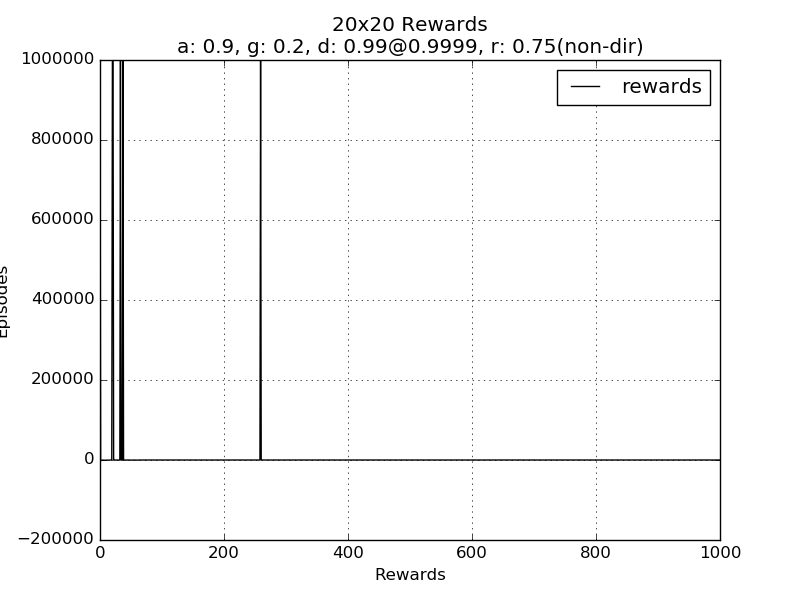 20x20 Rewards
a: 0.9, g: 0.2, d: 0.99@0.9999, r: 0.75(non-dir)
1000000
rewards
800000
600000
400000
Episodes
200000
0
−200000
0 200 400 600 800 1000
Rewards